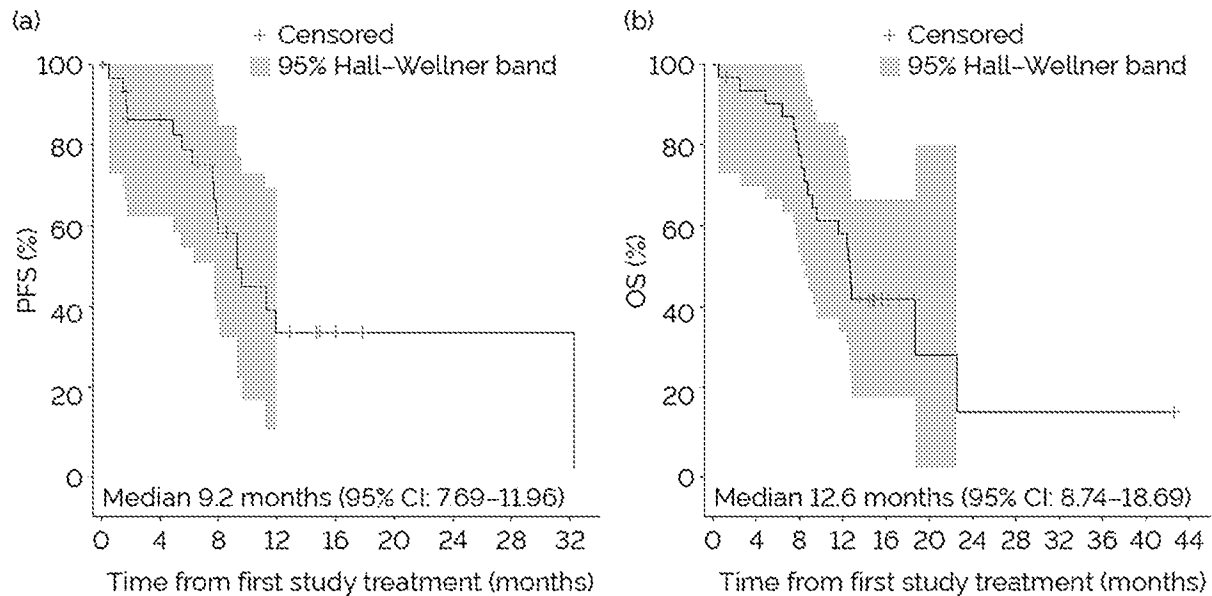 (a)
+ Censored
95% Hall–Wellner band
100
80
60
40
20
0
PFS (%)
Median 9.2 months (95% CI: 7.69–11.96)
0 4 8 12 16 20 24 28 32
Time from first study treatment (months)
(b)
+ Censored
95% Hall–Wellner band
100
80
60
40
20
0
OS (%)
Median 12.6 months (95% CI: 8.74–18.69)
0 4 8 12 16 20 24 28 32 36 40 44
Time from first study treatment (months)